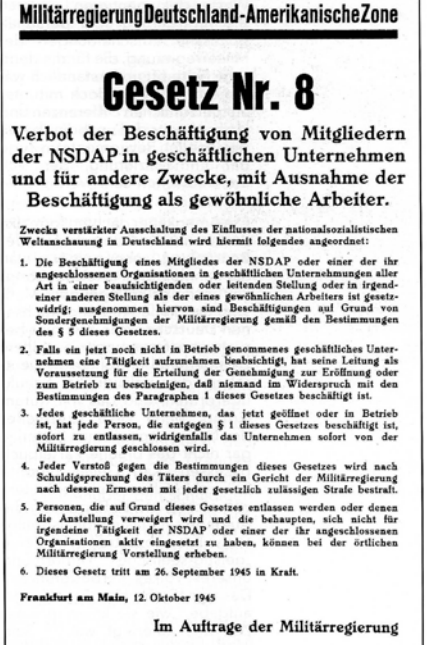 Militärregierung Deutschland-Amerikanische Zone
Gesetz Nr. 8
Verbot der Beschäftigung von Mitgliedern
der NSDAP in geschäftlichen Unternehmen
und für andere Zwecke, mit Ausnahme der
Beschäftigung als gewöhnliche Arbeiter.
Zwecks verstärkter Ausschaltung des Einflusses der nationalsozialistischen
Weltanschauung in Deutschland wird hiermit folgendes angeordnet:
1. Die Beschäftigung eines Mitgliedes der NSDAP oder einer der ihr
angeschlossenen Organisationen in geschäftlichen Unternehmungen aller
Art in einer beaufsichtigenden oder leitenden Stellung oder in irgend-
einer anderen Stellung als der eines gewöhnlichen Arbeiters ist gesetz-
widrig; ausgenommen hiervon sind Beschäftigungen auf Grund von
Sondergenehmigungen der Militärregierung gemäß den Bestimmungen
des § 5 dieses Gesetzes.
2. Falls ein jetzt noch nicht in Betrieb genommenes geschäftliches Unter-
nehmen eine Tätigkeit aufzunehmen beabsichtigt, hat seine Leitung als
Voraussetzung für die Erteilung der Genehmigung zur Eröffnung oder
zum Betrieb zu bescheinigen, daß niemand im Widerspruch mit den
Bestimmungen des Paragraphen 1 dieses Gesetzes beschäftigt ist.
3. Jedes geschäftliche Unternehmen, das jetzt geöffnet oder in Betrieb
ist, hat jede Person, die entgegen § 1 dieses Gesetzes beschäftigt ist,
sofort zu entlassen, widrigenfalls das Unternehmen sofort von der
Militärregierung geschlossen wird.
4. Jeder Verstoß gegen die Bestimmungen dieses Gesetzes wird nach
Schuldigsprechung des Täters durch ein Gericht der Militärregierung
nach dessen Ermessen mit jeder gesetzlich zulässigen Strafe bestraft.
5. Personen, die auf Grund dieses Gesetzes entlassen werden oder denen
die Anstellung verweigert wird und die behaupten, sich nicht für
irgendeine Tätigkeit der NSDAP oder einer der ihr angeschlossenen
Organisationen aktiv eingesetzt zu haben, können bei der örtlichen
Militärregierung Vorstellung erheben.
6. Dieses Gesetz tritt am 26. September 1945 in Kraft.
Frankfurt am Main, 12. Oktober 1945
Im Auftrage der Militärregierung